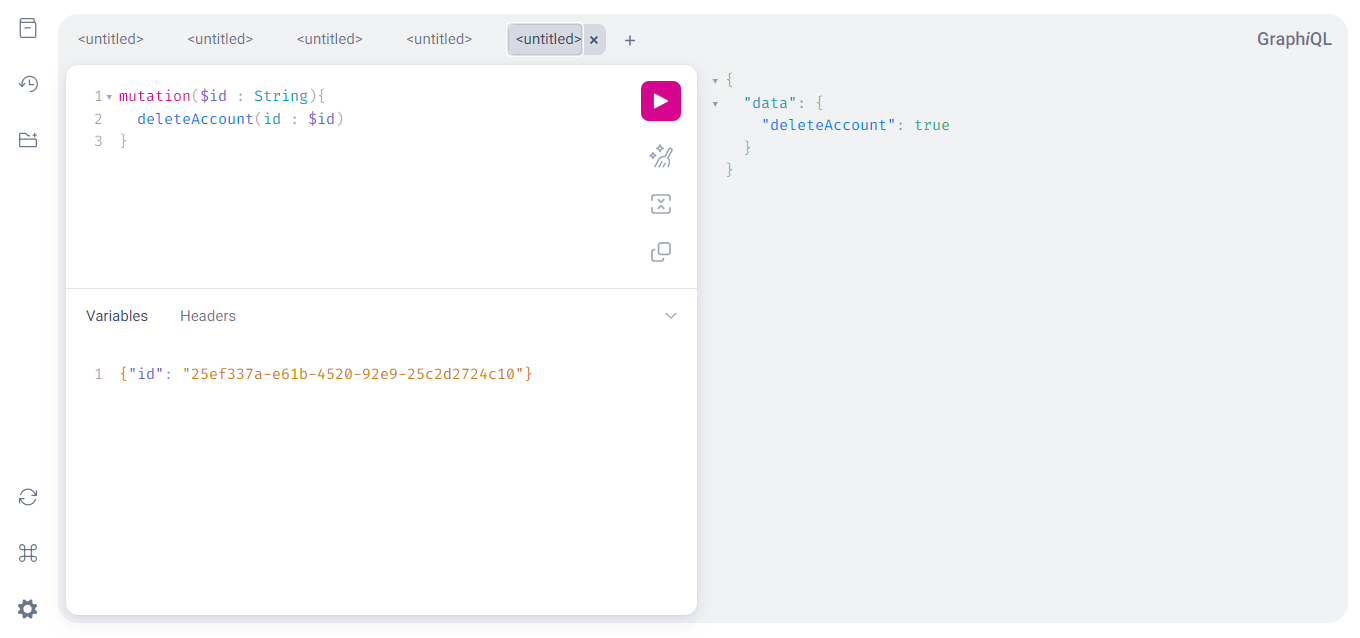 <untitled> <untitled> <untitled> <untitled> <untitled> × + GraphiQL
1 mutation($id : String){
2 deleteAccount(id : $id)
3 }
Variables Headers
1 {"id": "25ef337a-e61b-4520-92e9-25c2d2724c10"}
{
"data": {
"deleteAccount": true
}
}